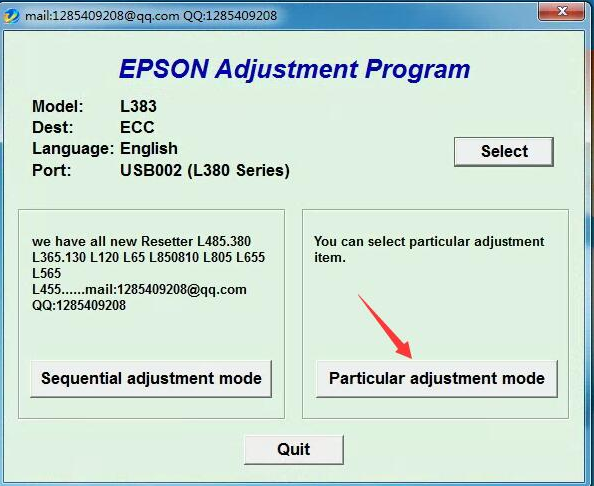 mail:1285409208@qq.com QQ:1285409208
EPSON Adjustment Program
Model: L383
Dest: ECC
Language: English
Port: USB002 (L380 Series)
Select
we have all new Resetter L485.380
L365.130 L120 L65 L850810 L805 L655
L565
L455......mail:1285409208@qq.com
QQ:1285409208
Sequential adjustment mode
You can select particular adjustment
item.
Particular adjustment mode
Quit